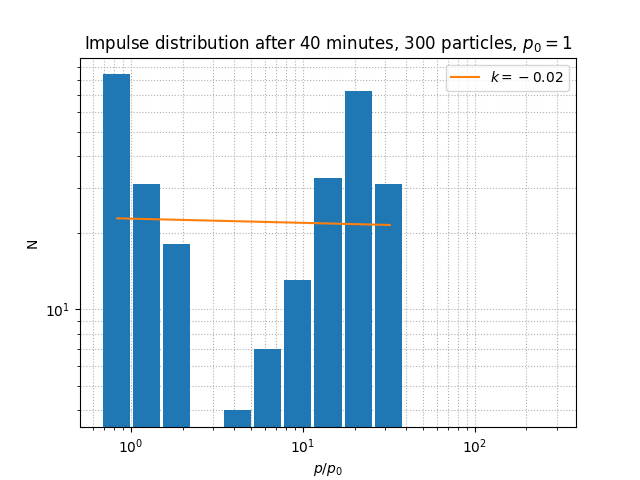 Impulse distribution after 40 minutes, 300 particles, $p_0 = 1$
$k = -0.02$
N
$10^1$
$10^0$ $10^1$ $10^2$
$p/p_0$